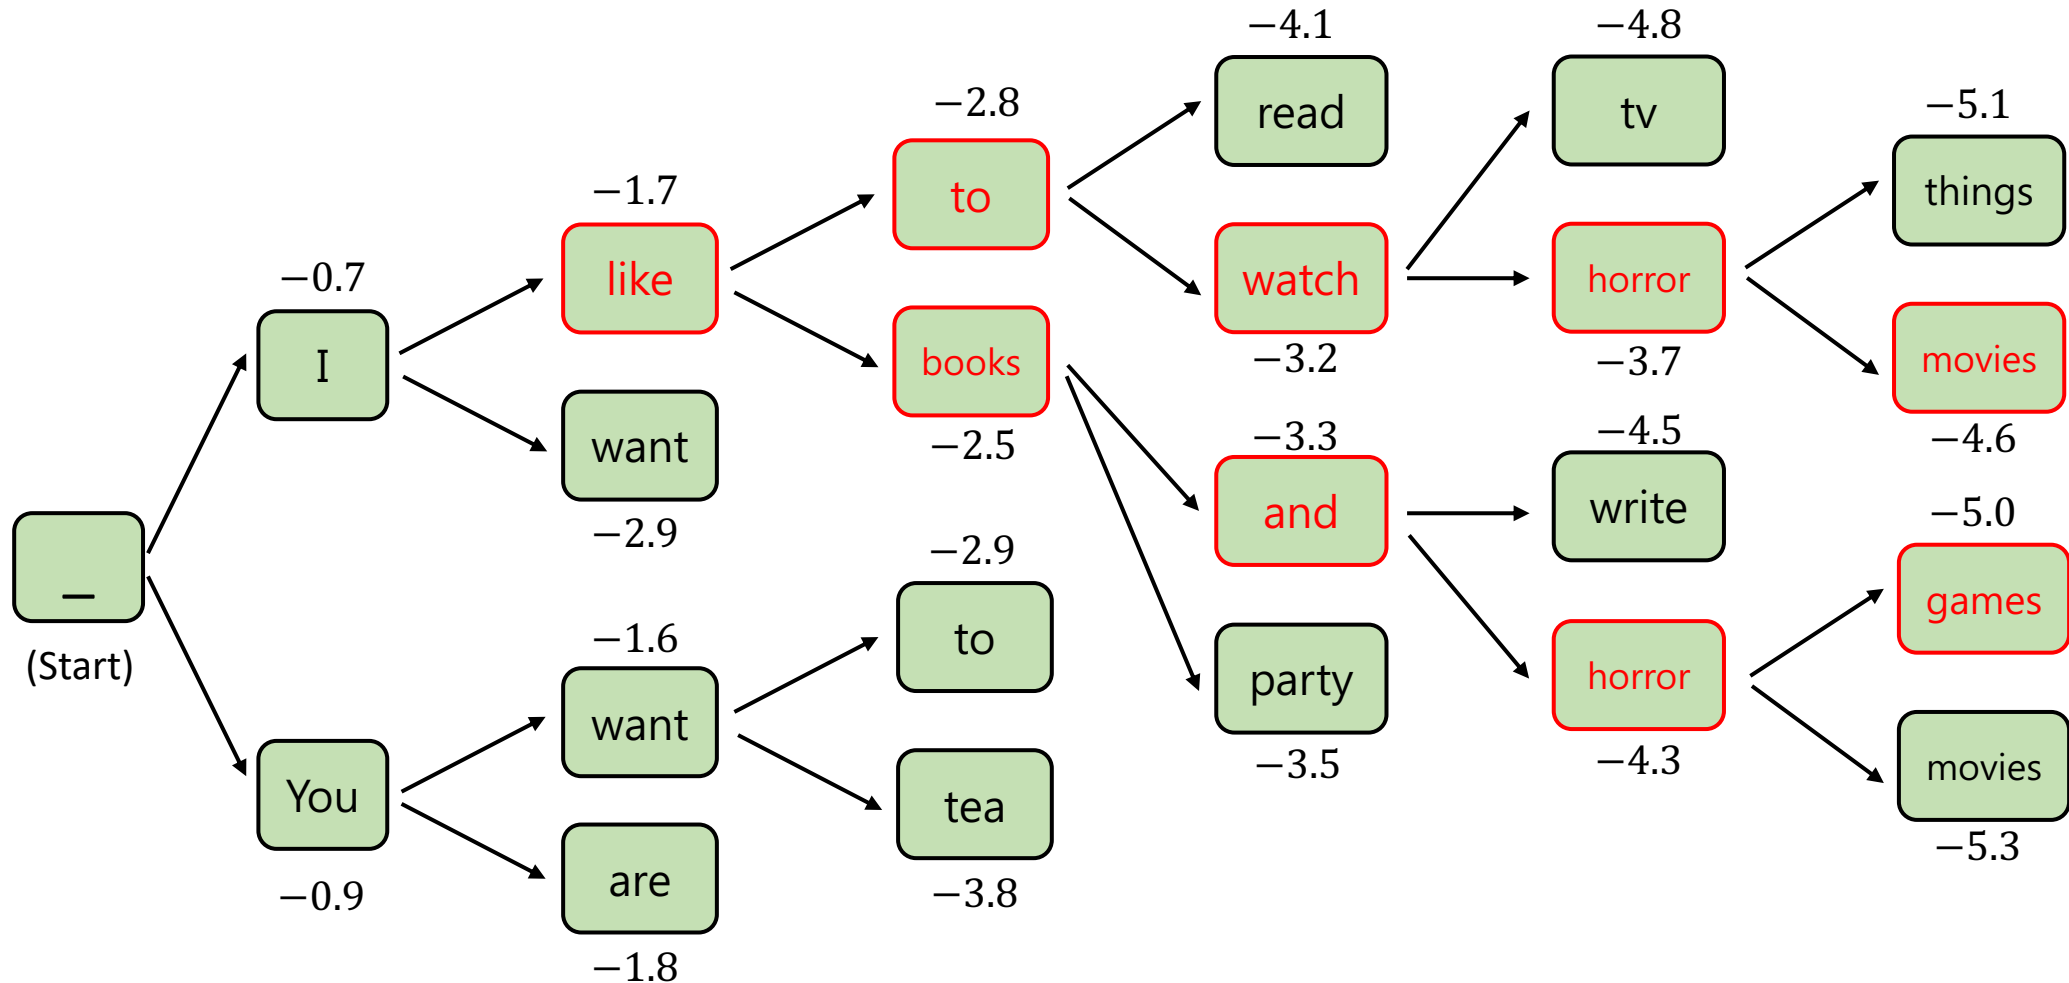 _
(Start)
−0.7
I
You
−0.9
−1.7
like
want
−2.9
−1.6
want
are
−1.8
−2.8
to
books
−2.5
−2.9
to
tea
−3.8
−4.1
read
watch
−3.2
−3.3
and
party
−3.5
−4.8
tv
horror
−3.7
−4.5
write
horror
−4.3
−5.1
things
movies
−4.6
−5.0
games
movies
−5.3